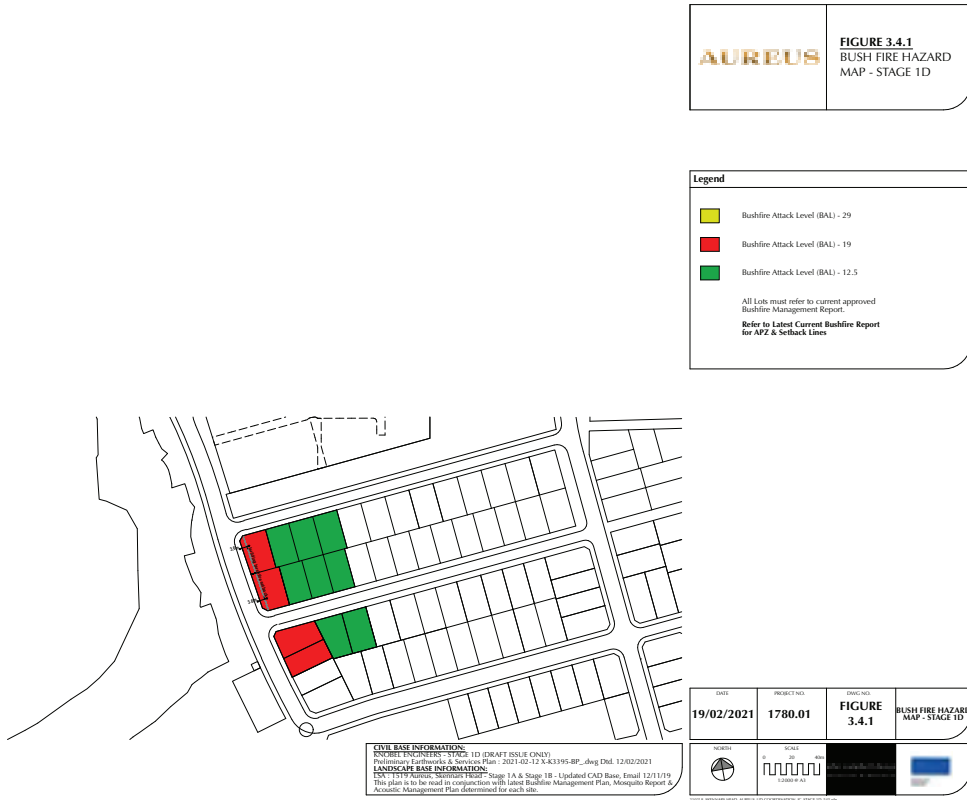 AUREUS
FIGURE 3.4.1
BUSH FIRE HAZARD
MAP - STAGE 1D
Legend
Bushfire Attack Level (BAL) - 29
Bushfire Attack Level (BAL) - 19
Bushfire Attack Level (BAL) - 12.5
All Lots must refer to current approved
Bushfire Management Report.
Refer to Latest Current Bushfire Report
for APZ & Setback Lines
CIVIL BASE INFORMATION:
KNOBEL ENGINEERS - STAGE 1D (DRAFT ISSUE ONLY)
Preliminary Earthworks & Services Plan : 2021-02-12 X-K3395-BP_.dwg Dtd. 12/02/2021
LANDSCAPE BASE INFORMATION:
LSA : 1519 Aureus, Skennars Head - Stage 1A & Stage 1B - Updated CAD Base, Email 12/11/19
This plan is to be read in conjunction with latest Bushfire Management Plan, Mosquito Report &
Acoustic Management Plan determined for each site.
DATE
19/02/2021
PROJECT NO.
1780.01
DWG NO.
FIGURE
3.4.1
BUSH FIRE HAZARD
MAP - STAGE 1D
NORTH
SCALE
0 20 40m
1:2000 @ A3